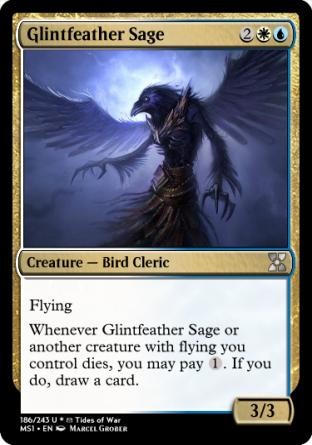 Glintfeather Sage 2
Creature — Bird Cleric
Flying
Whenever Glintfeather Sage or
another creature with flying you
control dies, you may pay 1. If you
do, draw a card.
186/243 U * Tides of War
MS1 • EN Marcel Grober
3/3